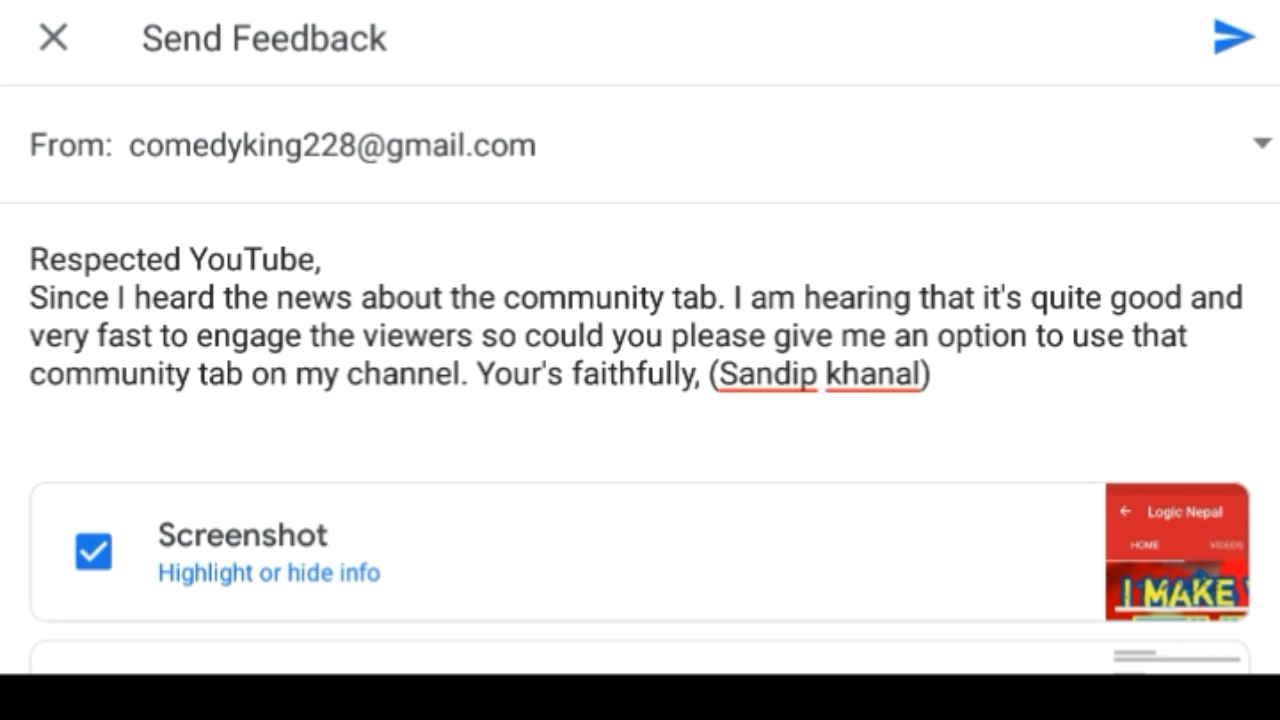 Send Feedback
From: comedyking228@gmail.com
Respected YouTube,
Since I heard the news about the community tab. I am hearing that it's quite good and
very fast to engage the viewers so could you please give me an option to use that
community tab on my channel. Your's faithfully, (Sandip khanal)
Screenshot
Highlight or hide info
Logic Nepal
HOME VIDEOS
I MAKE